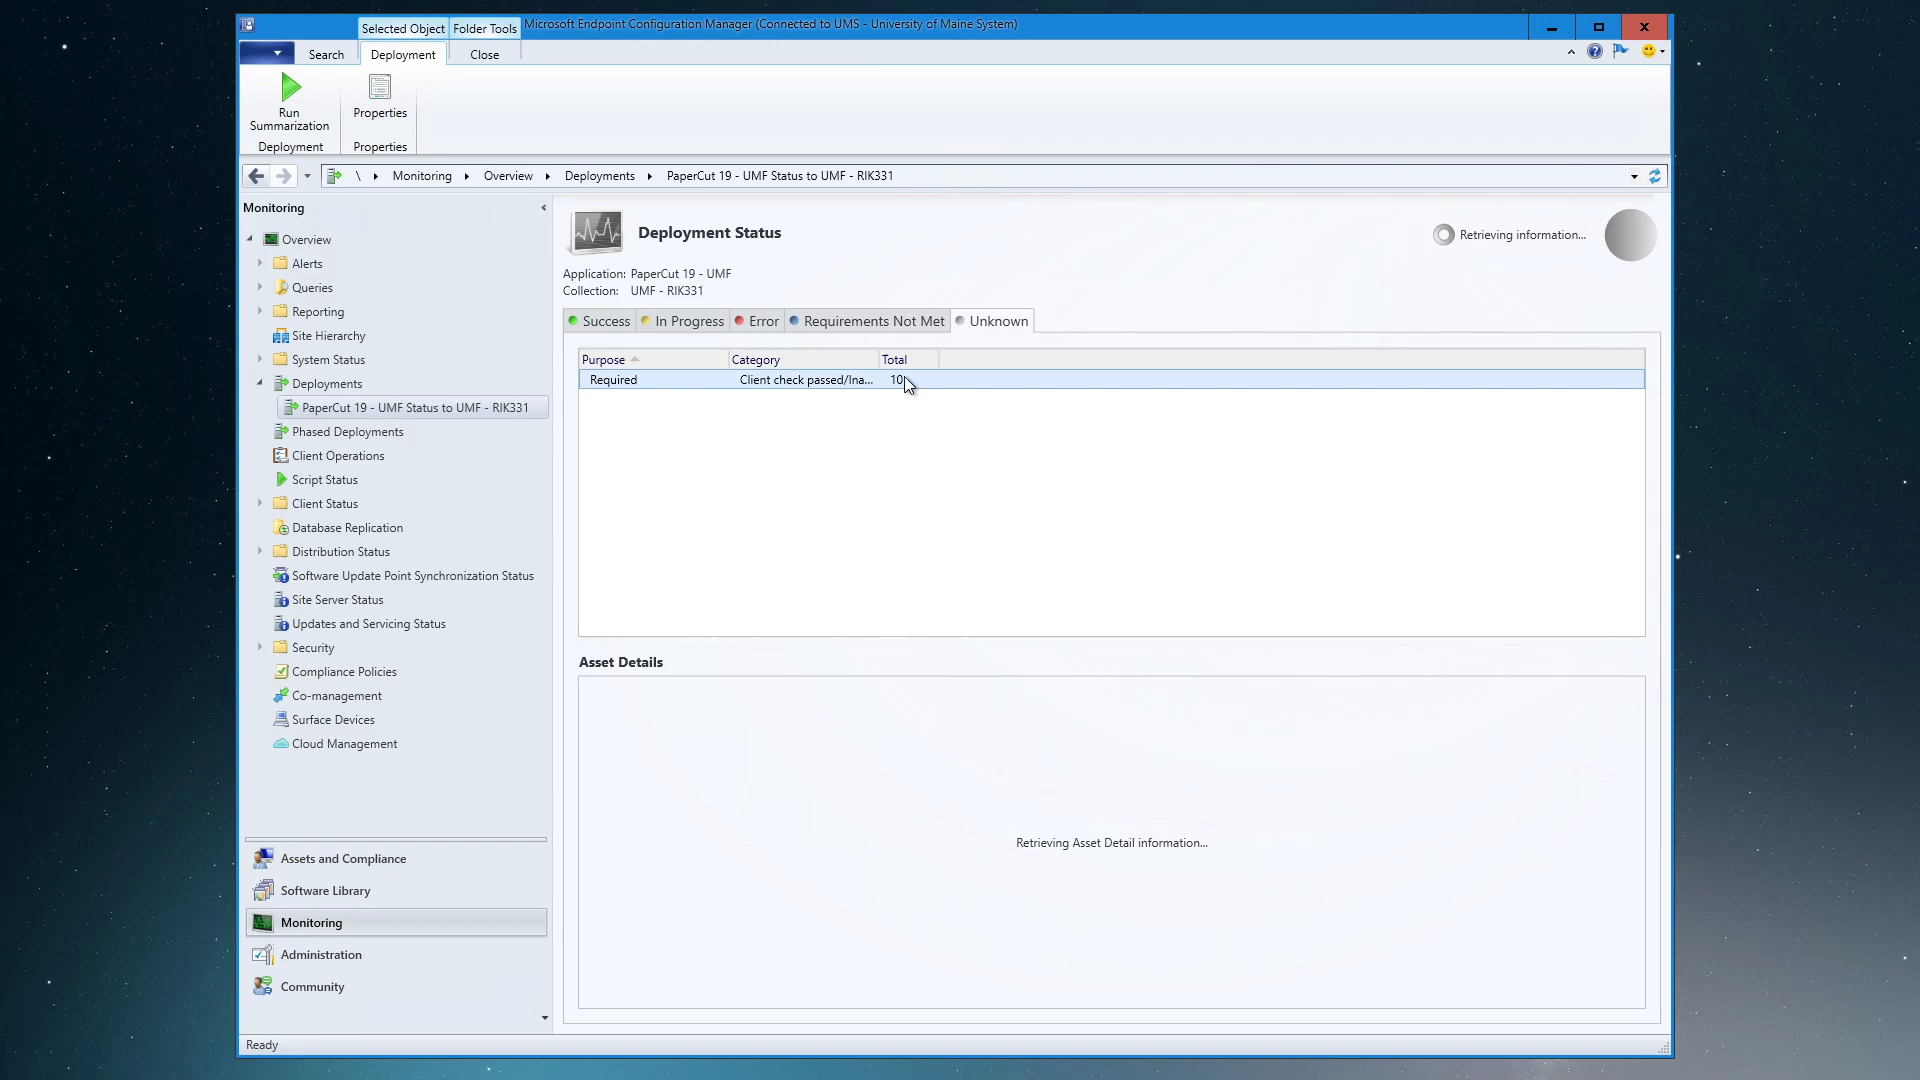 Selected Object Folder Tools Microsoft Endpoint Configuration Manager (Connected to UMS - University of Maine System)
Search Deployment Close
Run
Summarization
Properties
Deployment Properties
\ Monitoring Overview Deployments PaperCut 19 - UMF Status to UMF - RIK331
Monitoring
Overview
Alerts
Queries
Reporting
Site Hierarchy
System Status
Deployments
PaperCut 19 - UMF Status to UMF - RIK331
Phased Deployments
Client Operations
Script Status
Client Status
Database Replication
Distribution Status
Software Update Point Synchronization Status
Site Server Status
Updates and Servicing Status
Security
Compliance Policies
Co-management
Surface Devices
Cloud Management
Assets and Compliance
Software Library
Monitoring
Administration
Community
Deployment Status
Retrieving information...
Application: PaperCut 19 - UMF
Collection: UMF - RIK331
Success In Progress Error Requirements Not Met Unknown
Purpose Category Total
Required Client check passed/Ina... 10
Asset Details
Retrieving Asset Detail information...
Ready